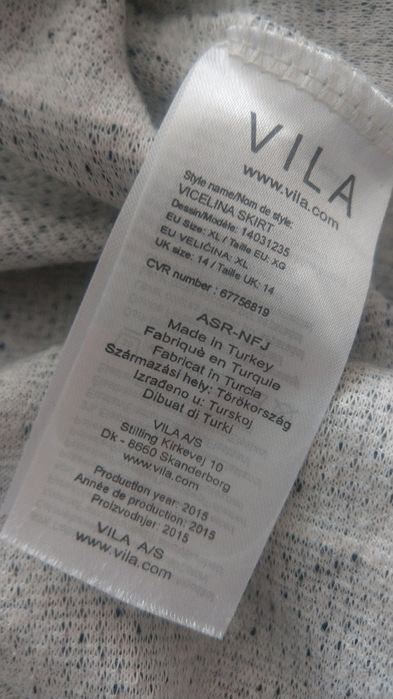 VILA
www.vila.com
Style name/Nom de style:
VICELINA SKIRT
Dessin/Modèle: 14031235
EU Size: XL / Taille EU: XG
EU VELIČINA: XL
UK size: 14 / Taille UK: 14
CVR number : 67756819
ASR-NFJ
Made in Turkey
Fabriqué en Turquie
Fabricat in Turcia
Származási hely: Törökország
Izrađeno u: Turskoj
Dibuat di Turki
VILA A/S
Stilling Kirkevej 10
Dk - 8660 Skanderborg
www.vila.com
Production year: 2015
Année de production: 2015
Proizvodnjer: 2015
VILA A/S
www.vila.com